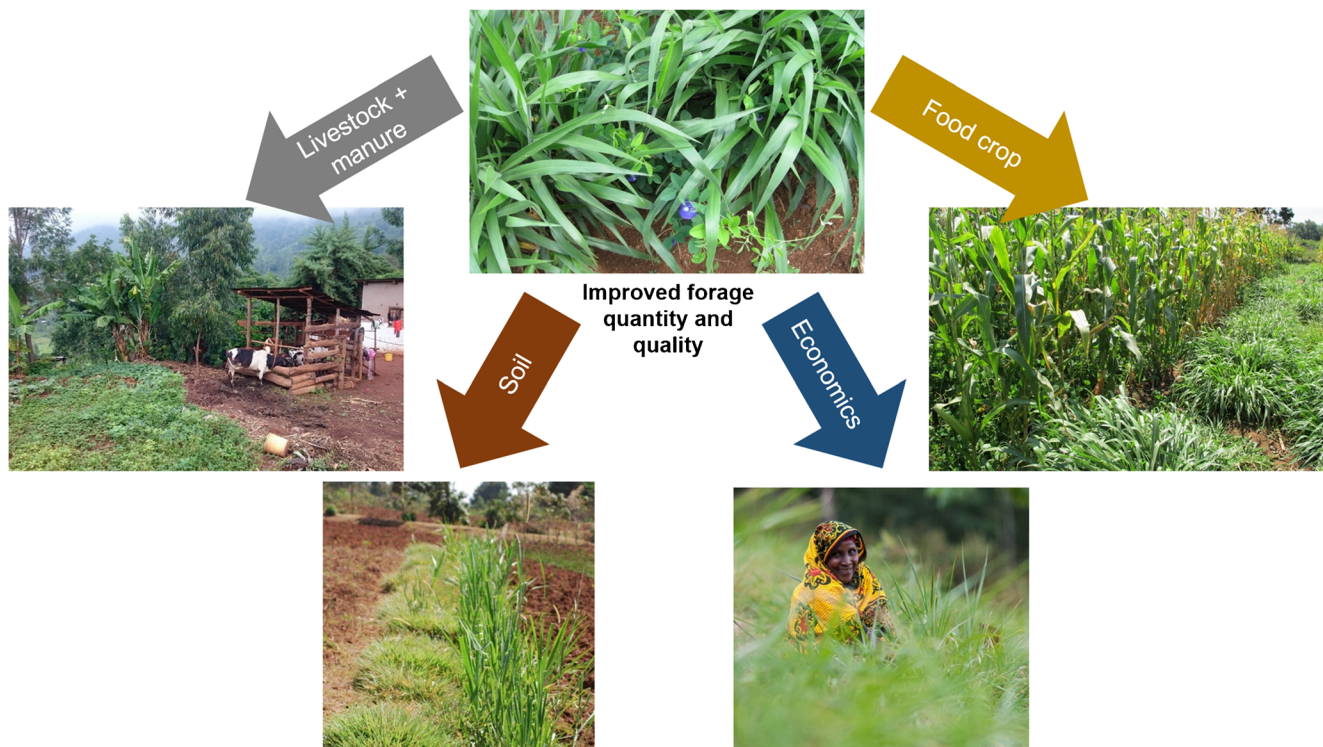 Livestock +
manure
Food crop
Improved forage
quantity and
quality
Soil
Economics